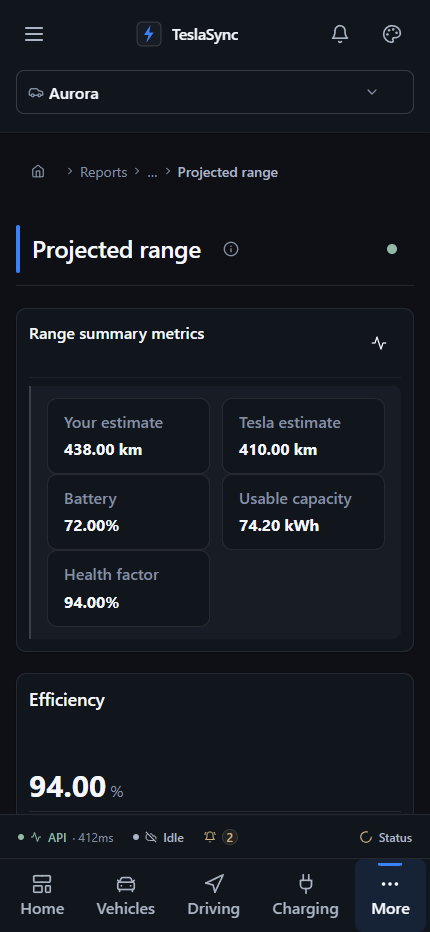 TeslaSync
Aurora
Reports ... Projected range
Projected range
Range summary metrics
Your estimate
438.00 km
Tesla estimate
410.00 km
Battery
72.00%
Usable capacity
74.20 kWh
Health factor
94.00%
Efficiency
94.00 %
API · 412ms Idle 2 Status
Home Vehicles Driving Charging More